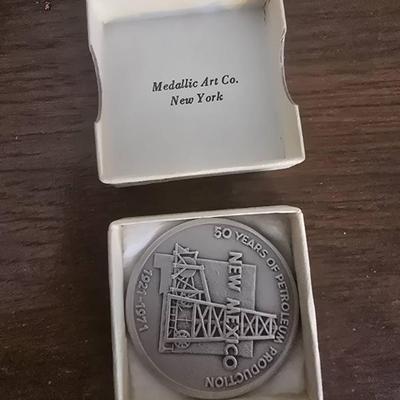 Medallic Art Co.
New York
50 YEARS OF PETROLEUM PRODUCTION
NEW MEXICO
1921-1971